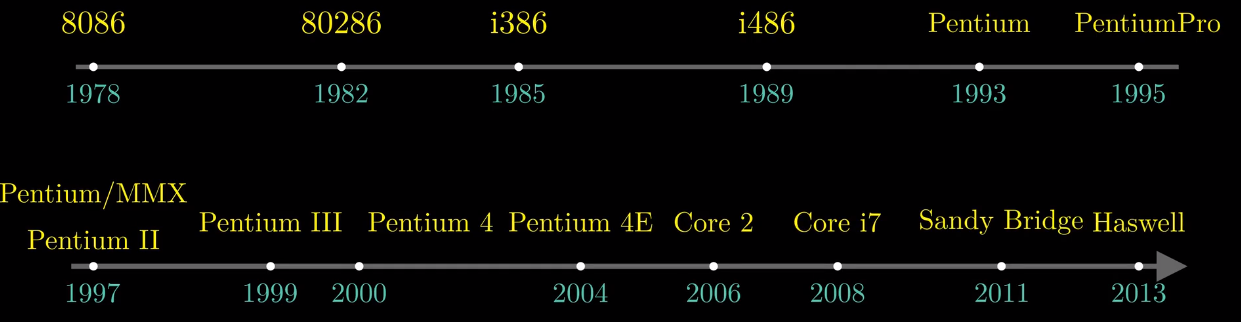 8086 80286 i386 i486 Pentium PentiumPro
1978 1982 1985 1989 1993 1995
Pentium/MMX
Pentium III Pentium 4 Pentium 4E Core 2 Core i7 Sandy Bridge Haswell
Pentium II
1997 1999 2000 2004 2006 2008 2011 2013